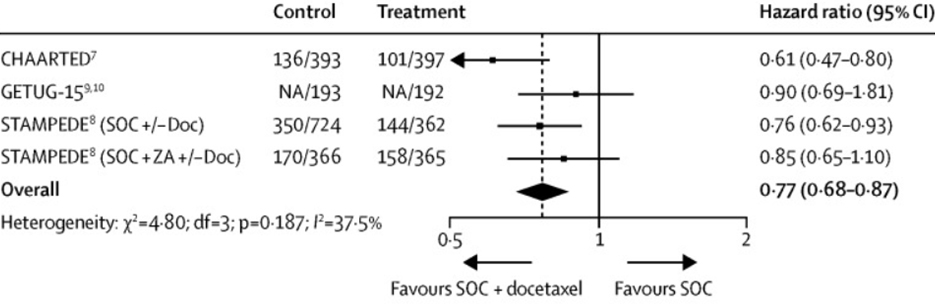 Control Treatment Hazard ratio (95% CI)
CHAARTED⁷ 136/393 101/397 0·61 (0·47–0·80)
GETUG-15⁹,¹⁰ NA/193 NA/192 0·90 (0·69–1·81)
STAMPEDE⁸ (SOC +/–Doc) 350/724 144/362 0·76 (0·62–0·93)
STAMPEDE⁸ (SOC + ZA +/–Doc) 170/366 158/365 0·85 (0·65–1·10)
Overall 0·77 (0·68–0·87)
Heterogeneity: χ²=4·80; df=3; p=0·187; I²=37·5%
0·5 1 2
Favours SOC + docetaxel Favours SOC